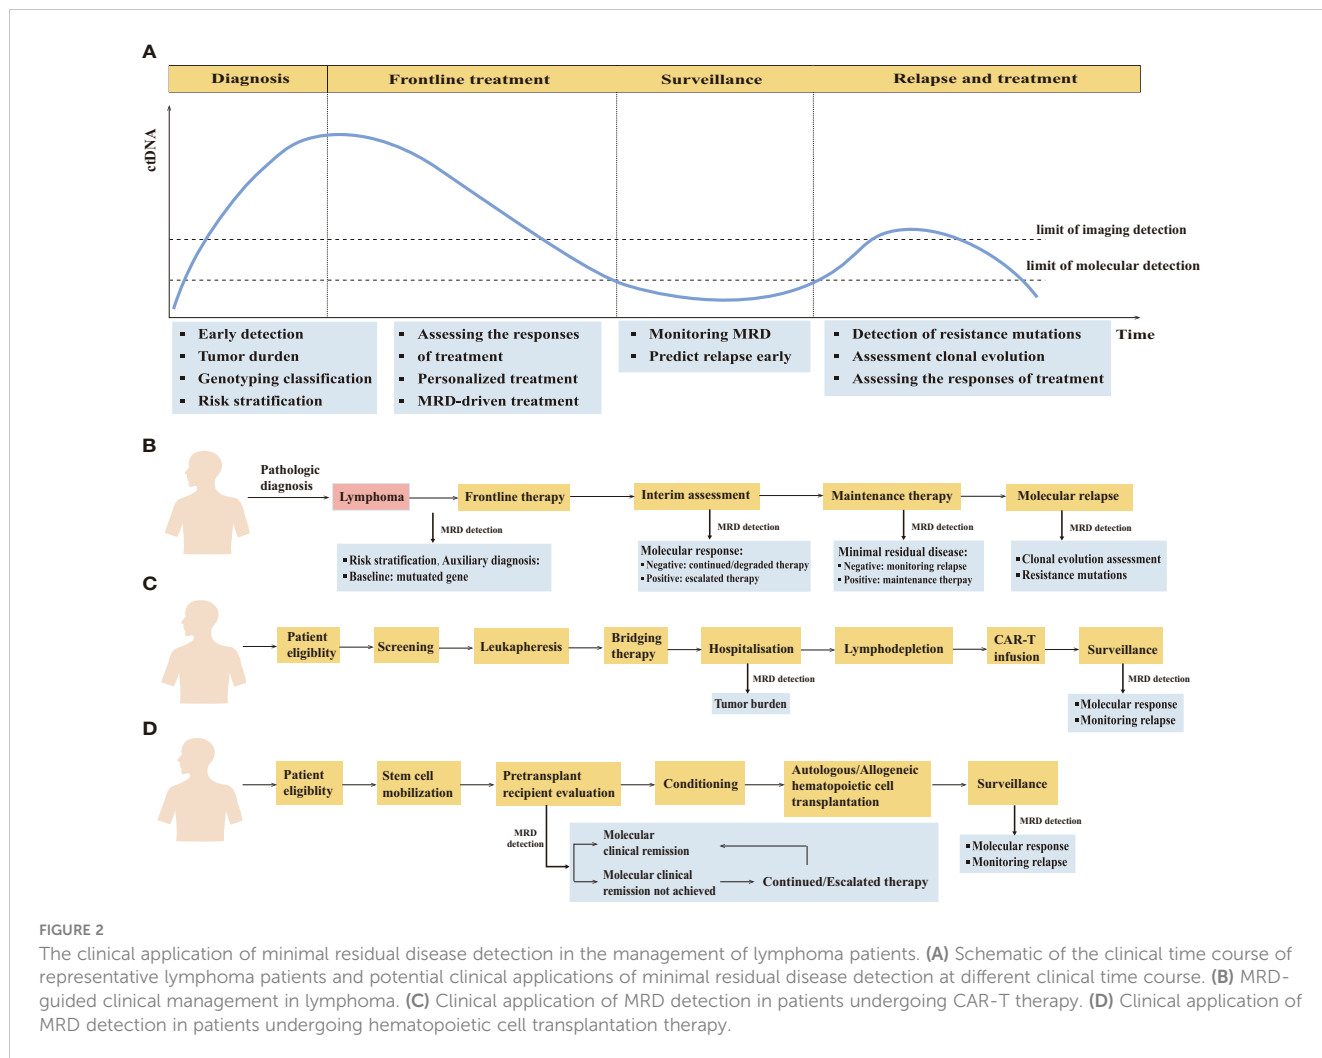 A
Diagnosis
Frontline treatment
Surveillance
Relapse and treatment
ctDNA
limit of imaging detection
limit of molecular detection
Time
▪ Early detection
▪ Tumor durden
▪ Genotyping classification
▪ Risk stratification
▪ Assessing the responses
▪ of treatment
▪ Personalized treatment
▪ MRD-driven treatment
▪ Monitoring MRD
▪ Predict relapse early
▪ Detection of resistance mutations
▪ Assessment clonal evolution
▪ Assessing the responses of treatment
B
Pathologic
diagnosis
Lymphoma
Frontline therapy
Interim assessment
Maintenance therapy
Molecular relapse
MRD detection
MRD detection
MRD detection
MRD detection
▪ Risk stratification, Auxiliary diagnosis:
▪ Baseline: mutuated gene
Molecular response:
▪ Negative: continued/degraded therapy
▪ Positive: escalated therapy
Minimal residual disease:
▪ Negative: monitoring relapse
▪ Positive: maintenance therpay
▪ Clonal evolution assessment
▪ Resistance mutations
C
Patient
eligiblity
Screening
Leukapheresis
Bridging
therapy
Hospitalisation
Lymphodepletion
CAR-T
infusion
Surveillance
MRD detection
MRD detection
Tumor burden
▪ Molecular response
▪ Monitoring relapse
D
Patient
eligiblity
Stem cell
mobilization
Pretransplant
recipient evaluation
Conditioning
Autologous/Allogeneic
hematopoietic cell
transplantation
Surveillance
MRD
detection
MRD detection
Molecular
clinical remission
Molecular clinical
remission not achieved
Continued/Escalated therapy
▪ Molecular response
▪ Monitoring relapse
FIGURE 2
The clinical application of minimal residual disease detection in the management of lymphoma patients. (A) Schematic of the clinical time course of
representative lymphoma patients and potential clinical applications of minimal residual disease detection at different clinical time course. (B) MRD-
guided clinical management in lymphoma. (C) Clinical application of MRD detection in patients undergoing CAR-T therapy. (D) Clinical application of
MRD detection in patients undergoing hematopoietic cell transplantation therapy.